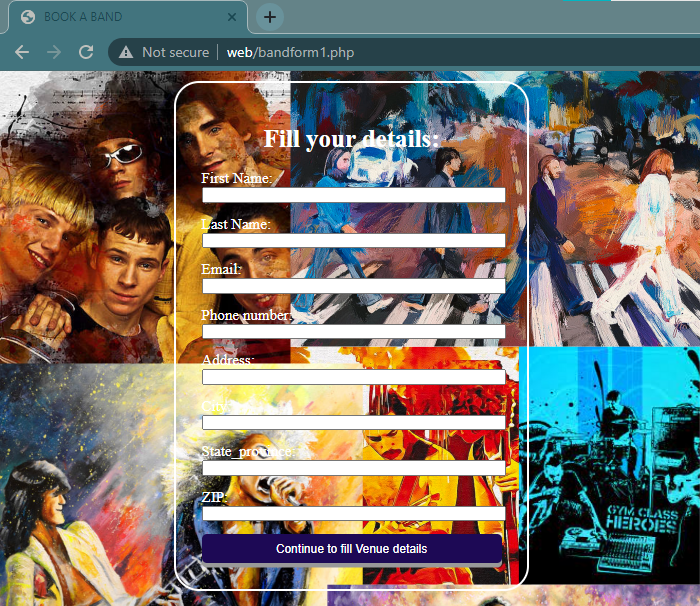 BOOK A BAND
Not secure | web/bandform1.php
Fill your details:
First Name:
Last Name:
Email:
Phone number:
Address:
City:
State_province:
ZIP:
Continue to fill Venue details
GYM CLASS
HEROES